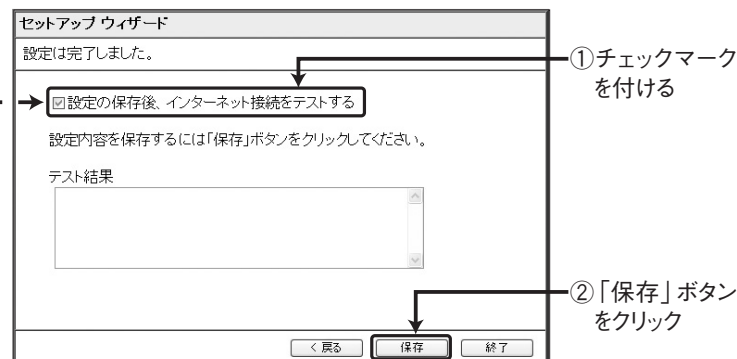 セットアップ ウィザード
設定は完了しました。
①チェックマーク
を付ける
設定の保存後、インターネット接続をテストする
設定内容を保存するには「保存」ボタンをクリックしてください。
テスト結果
②「保存」ボタン
をクリック
< 戻る
保存
終了